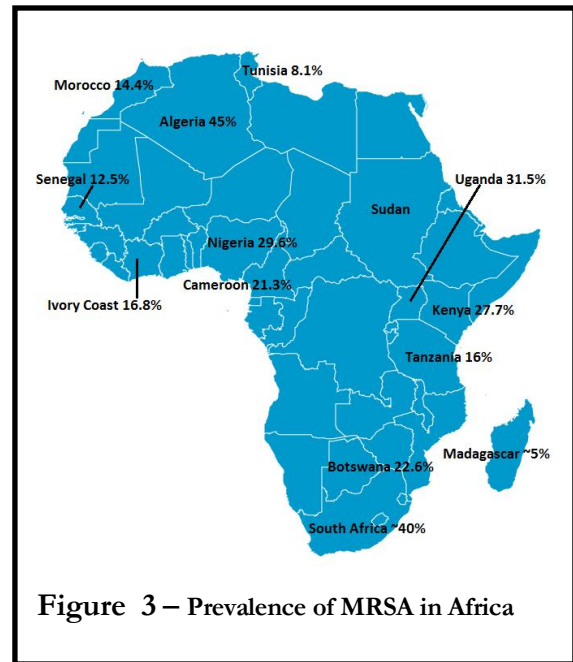 Tunisia 8.1%
Morocco 14.4%
Algeria 45%
Senegal 12.5%
Uganda 31.5%
Sudan
Nigeria 29.6%
Cameroon 21.3%
Ivory Coast 16.8%
Kenya 27.7%
Tanzania 16%
Madagascar ~5%
Botswana 22.6%
South Africa ~40%
Figure 3 – Prevalence of MRSA in Africa